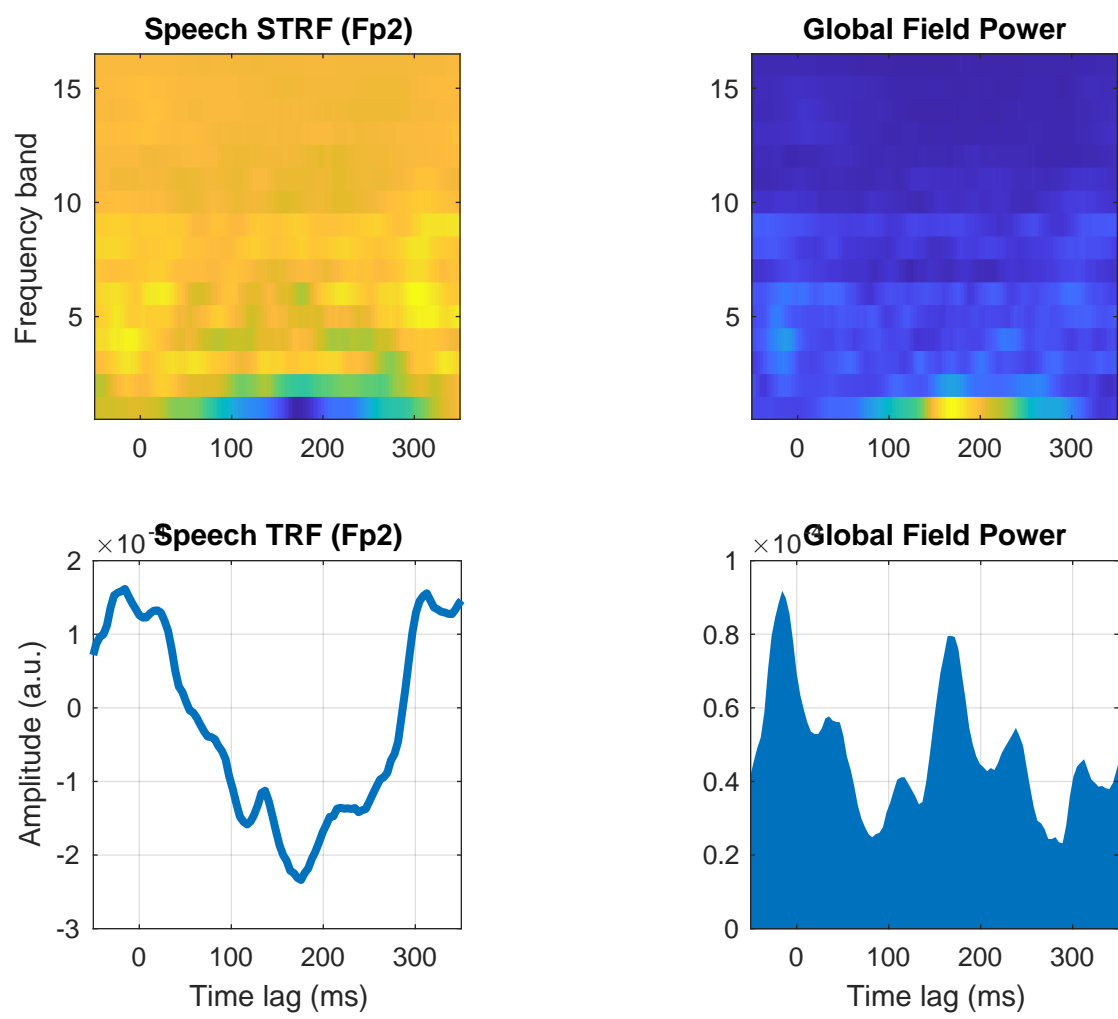 Speech STRF (Fp2)
Frequency band
15
10
5
0 100 200 300
Global Field Power
15
10
5
0 100 200 300
Speech TRF (Fp2)
×10
Amplitude (a.u.)
2
1
0
-1
-2
-3
0 100 200 300
Time lag (ms)
Global Field Power
×10⁻⁴
1
0.8
0.6
0.4
0.2
0
0 100 200 300
Time lag (ms)